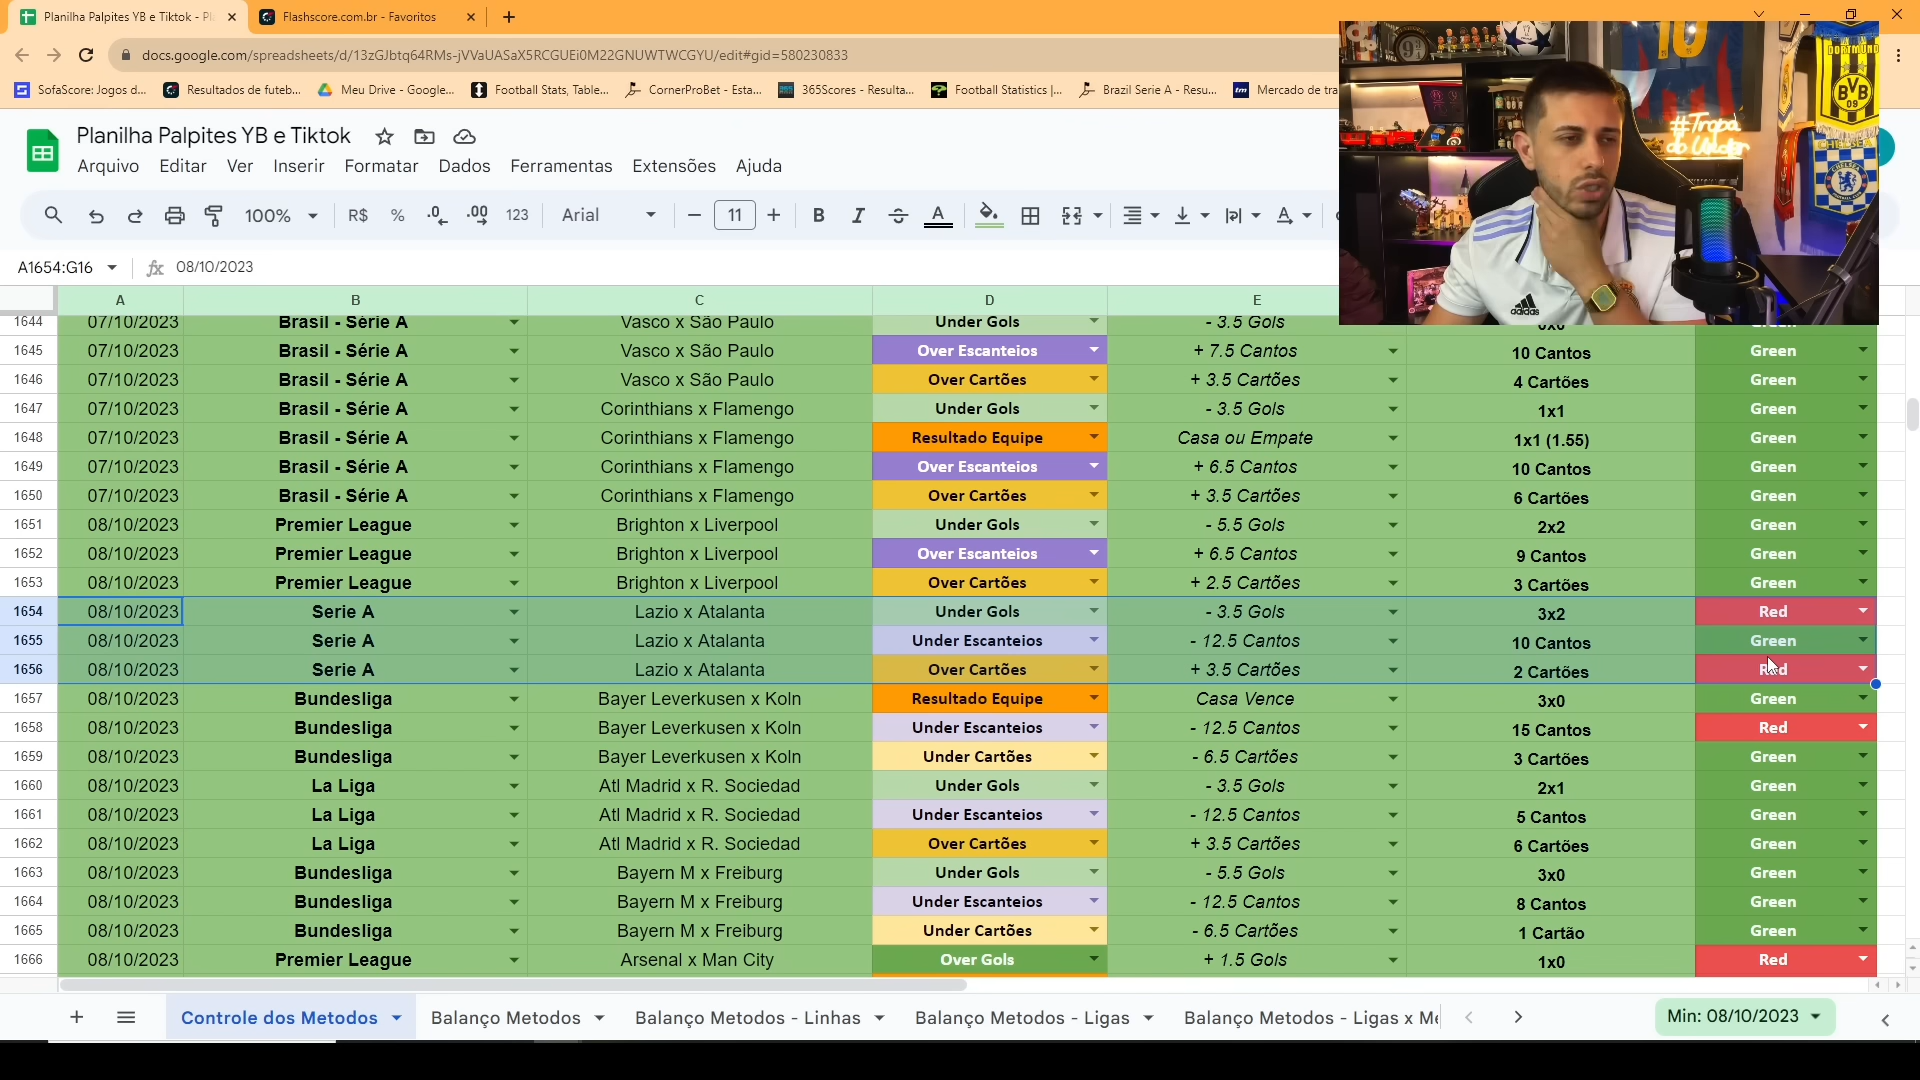 Planilha Palpites YB e Tiktok - Pl
Flashscore.com.br - Favoritos
docs.google.com/spreadsheets/d/13zGJbtq64RMs-jVVaUASaX5RCGUEi0M22GNUWTWCGYU/edit#gid=580230833
SofaScore: Jogos d... Resultados de futeb... Meu Drive - Google... Football Stats, Table... CornerProBet - Esta... 365Scores - Resulta... Football Statistics |... Brazil Serie A - Resu... Mercado de tra
Planilha Palpites YB e Tiktok
Arquivo Editar Ver Inserir Formatar Dados Ferramentas Extensões Ajuda
100% R$ % .0 .00 123 Arial 11 B I A
A1654:G16 fx 08/10/2023
#Tropa do Under
DORTMUND
BVB 09
CHELSEA
adidas
10
A B C D E
1644 07/10/2023 Brasil - Série A Vasco x São Paulo Under Gols - 3.5 Gols 0x0 Green
1645 07/10/2023 Brasil - Série A Vasco x São Paulo Over Escanteios + 7.5 Cantos 10 Cantos Green
1646 07/10/2023 Brasil - Série A Vasco x São Paulo Over Cartões + 3.5 Cartões 4 Cartões Green
1647 07/10/2023 Brasil - Série A Corinthians x Flamengo Under Gols - 3.5 Gols 1x1 Green
1648 07/10/2023 Brasil - Série A Corinthians x Flamengo Resultado Equipe Casa ou Empate 1x1 (1.55) Green
1649 07/10/2023 Brasil - Série A Corinthians x Flamengo Over Escanteios + 6.5 Cantos 10 Cantos Green
1650 07/10/2023 Brasil - Série A Corinthians x Flamengo Over Cartões + 3.5 Cartões 6 Cartões Green
1651 08/10/2023 Premier League Brighton x Liverpool Under Gols - 5.5 Gols 2x2 Green
1652 08/10/2023 Premier League Brighton x Liverpool Over Escanteios + 6.5 Cantos 9 Cantos Green
1653 08/10/2023 Premier League Brighton x Liverpool Over Cartões + 2.5 Cartões 3 Cartões Green
1654 08/10/2023 Serie A Lazio x Atalanta Under Gols - 3.5 Gols 3x2 Red
1655 08/10/2023 Serie A Lazio x Atalanta Under Escanteios - 12.5 Cantos 10 Cantos Green
1656 08/10/2023 Serie A Lazio x Atalanta Over Cartões + 3.5 Cartões 2 Cartões Red
1657 08/10/2023 Bundesliga Bayer Leverkusen x Koln Resultado Equipe Casa Vence 3x0 Green
1658 08/10/2023 Bundesliga Bayer Leverkusen x Koln Under Escanteios - 12.5 Cantos 15 Cantos Red
1659 08/10/2023 Bundesliga Bayer Leverkusen x Koln Under Cartões - 6.5 Cartões 3 Cartões Green
1660 08/10/2023 La Liga Atl Madrid x R. Sociedad Under Gols - 3.5 Gols 2x1 Green
1661 08/10/2023 La Liga Atl Madrid x R. Sociedad Under Escanteios - 12.5 Cantos 5 Cantos Green
1662 08/10/2023 La Liga Atl Madrid x R. Sociedad Over Cartões + 3.5 Cartões 6 Cartões Green
1663 08/10/2023 Bundesliga Bayern M x Freiburg Under Gols - 5.5 Gols 3x0 Green
1664 08/10/2023 Bundesliga Bayern M x Freiburg Under Escanteios - 12.5 Cantos 8 Cantos Green
1665 08/10/2023 Bundesliga Bayern M x Freiburg Under Cartões - 6.5 Cartões 1 Cartão Green
1666 08/10/2023 Premier League Arsenal x Man City Over Gols + 1.5 Gols 1x0 Red
Controle dos Metodos Balanço Metodos Balanço Metodos - Linhas Balanço Metodos - Ligas Balanço Metodos - Ligas x Me Min: 08/10/2023